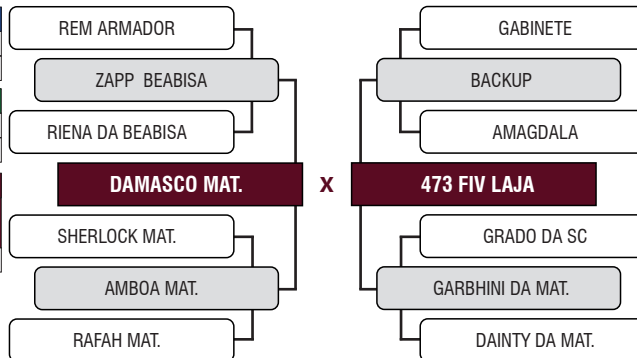 REM ARMADOR
ZAPP BEABISA
RIENA DA BEABISA
DAMASCO MAT.
SHERLOCK MAT.
AMBOA MAT.
RAFAH MAT.
X
GABINETE
BACKUP
AMAGDALA
473 FIV LAJA
GRADO DA SC
GARBHINI DA MAT.
DAINTY DA MAT.